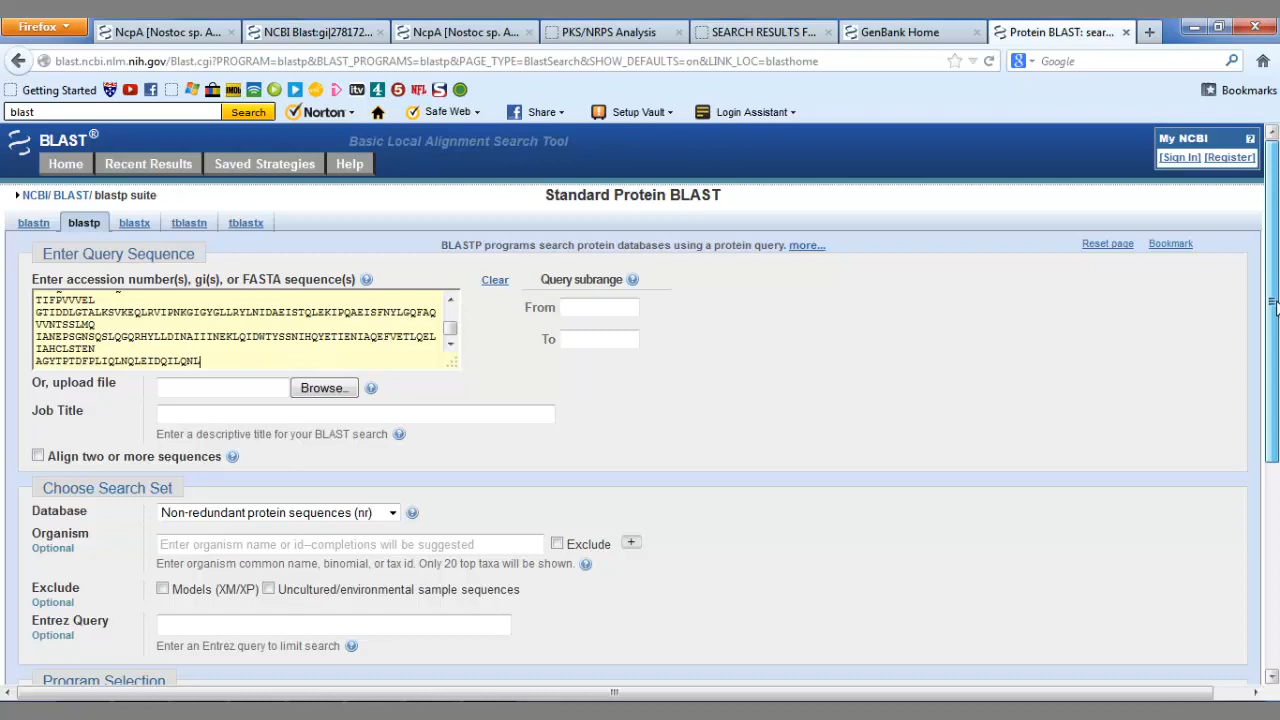 Firefox
NcpA [Nostoc sp. A...
NCBI Blast:gi|278172...
NcpA [Nostoc sp. A...
PKS/NRPS Analysis
SEARCH RESULTS F...
GenBank Home
Protein BLAST: sear...
blast.ncbi.nlm.nih.gov/Blast.cgi?PROGRAM=blastp&BLAST_PROGRAMS=blastp&PAGE_TYPE=BlastSearch&SHOW_DEFAULTS=on&LINK_LOC=blasthome
Google
Getting Started
Bookmarks
blast
Search
Norton
Safe Web
Share
Setup Vault
Login Assistant
BLAST®
Basic Local Alignment Search Tool
My NCBI
[Sign In] [Register]
Home Recent Results Saved Strategies Help
NCBI/ BLAST/ blastp suite
Standard Protein BLAST
blastn blastp blastx tblastn tblastx
Enter Query Sequence
BLASTP programs search protein databases using a protein query. more...
Reset page
Bookmark
Enter accession number(s), gi(s), or FASTA sequence(s)
Clear
Query subrange
TIFPVVVEL
GTIDDLGTALKSVKEQLRVIPNKGIGYGLLRYLNIDAEISTQLEKIPQAEISFNYLGQFAQ
VVNTSSLMQ
IANEPSGNSQSLQGQRHYLLDINAIIINEKLQIDWTYSSNIHQYETIENIAQEFVETLQEL
IAHCLSTEN
AGYTPTDFPLIQLNQLEIDQILQNL
From
To
Or, upload file
Browse...
Job Title
Enter a descriptive title for your BLAST search
Align two or more sequences
Choose Search Set
Database
Non-redundant protein sequences (nr)
Organism
Optional
Enter organism name or id--completions will be suggested
Exclude
+
Enter organism common name, binomial, or tax id. Only 20 top taxa will be shown.
Exclude
Optional
Models (XM/XP)
Uncultured/environmental sample sequences
Entrez Query
Optional
Enter an Entrez query to limit search
Program Selection